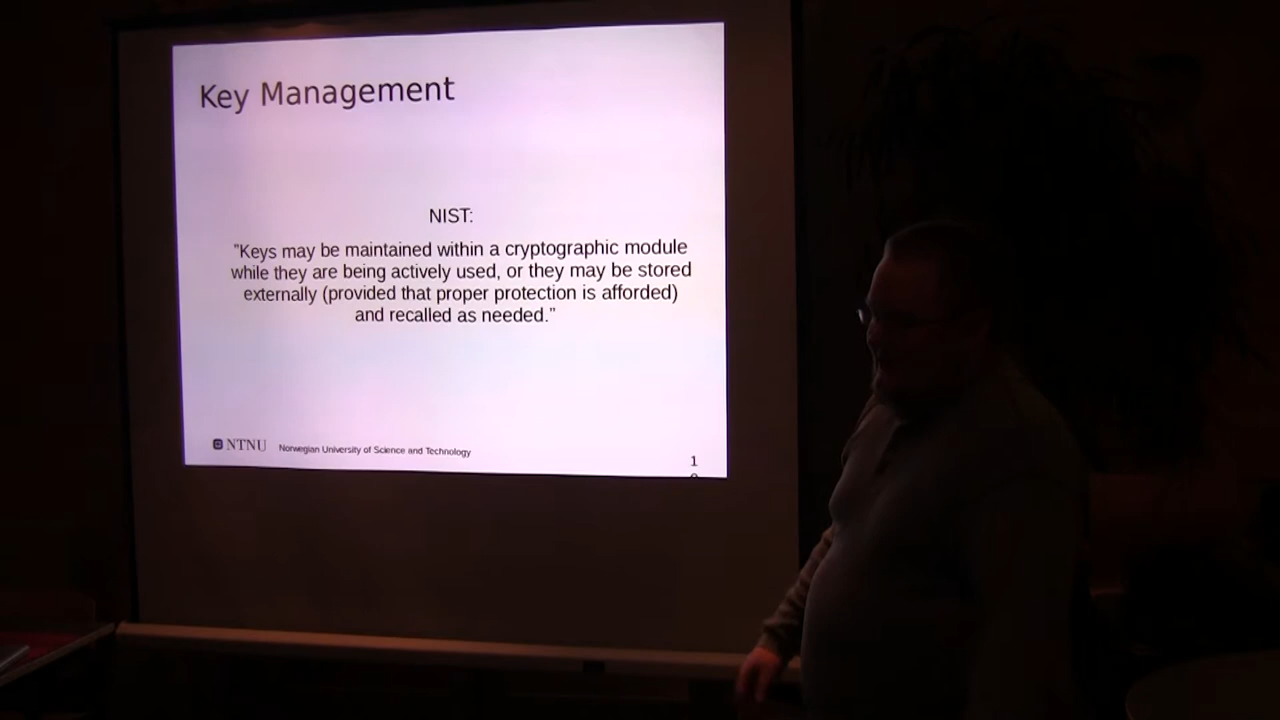 Key Management
NIST:
"Keys may be maintained within a cryptographic module
while they are being actively used, or they may be stored
externally (provided that proper protection is afforded)
and recalled as needed.”
NTNU Norwegian University of Science and Technology
1